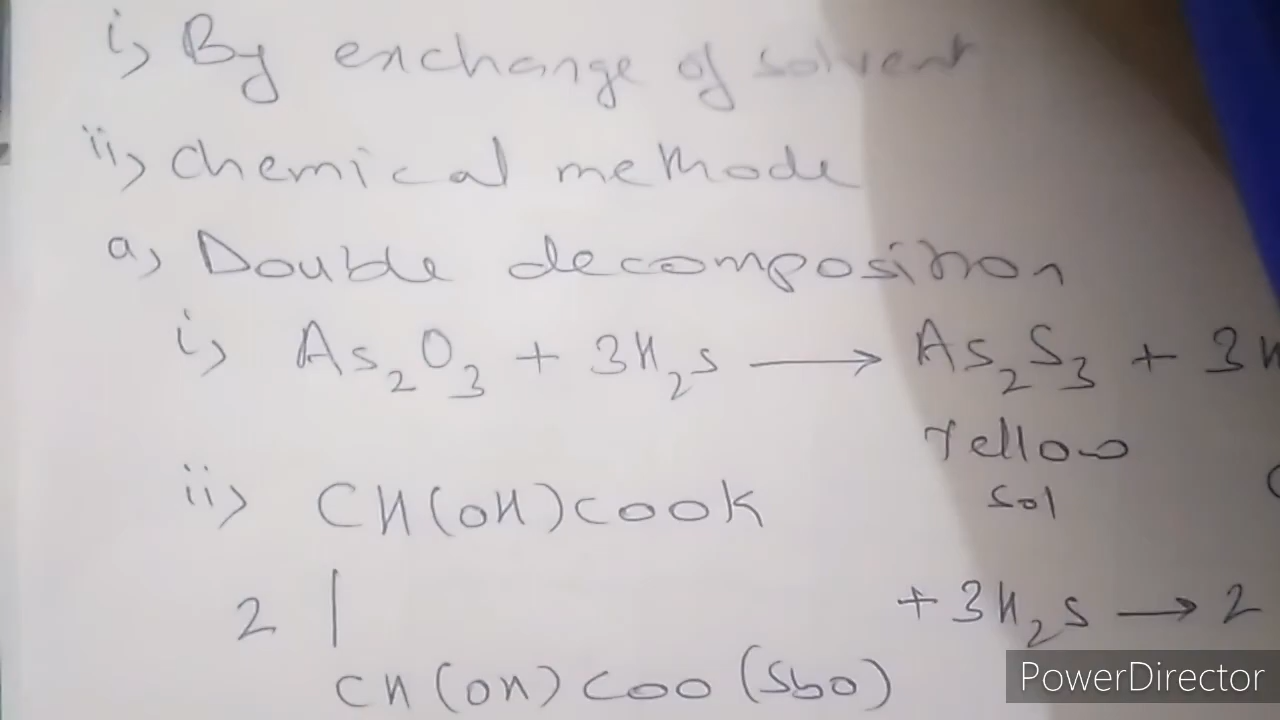 i) By exchange of solvent
ii) Chemical methode
a) Double decomposition
i) As₂O₃ + 3H₂S ⟶ As₂S₃ + 3H
Yellow
sol
ii) CH(OH)COOK
2 | + 3H₂S ⟶ 2
CH(OH)COO(SbO)
PowerDirector